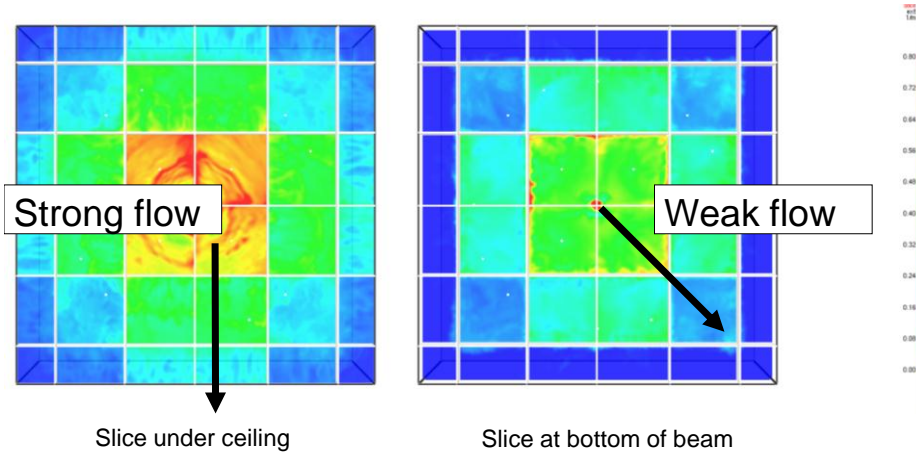 Strong flow
Weak flow
0.80
0.72
0.64
0.56
0.48
0.40
0.32
0.24
0.16
0.08
0.00
Slice under ceiling
Slice at bottom of beam